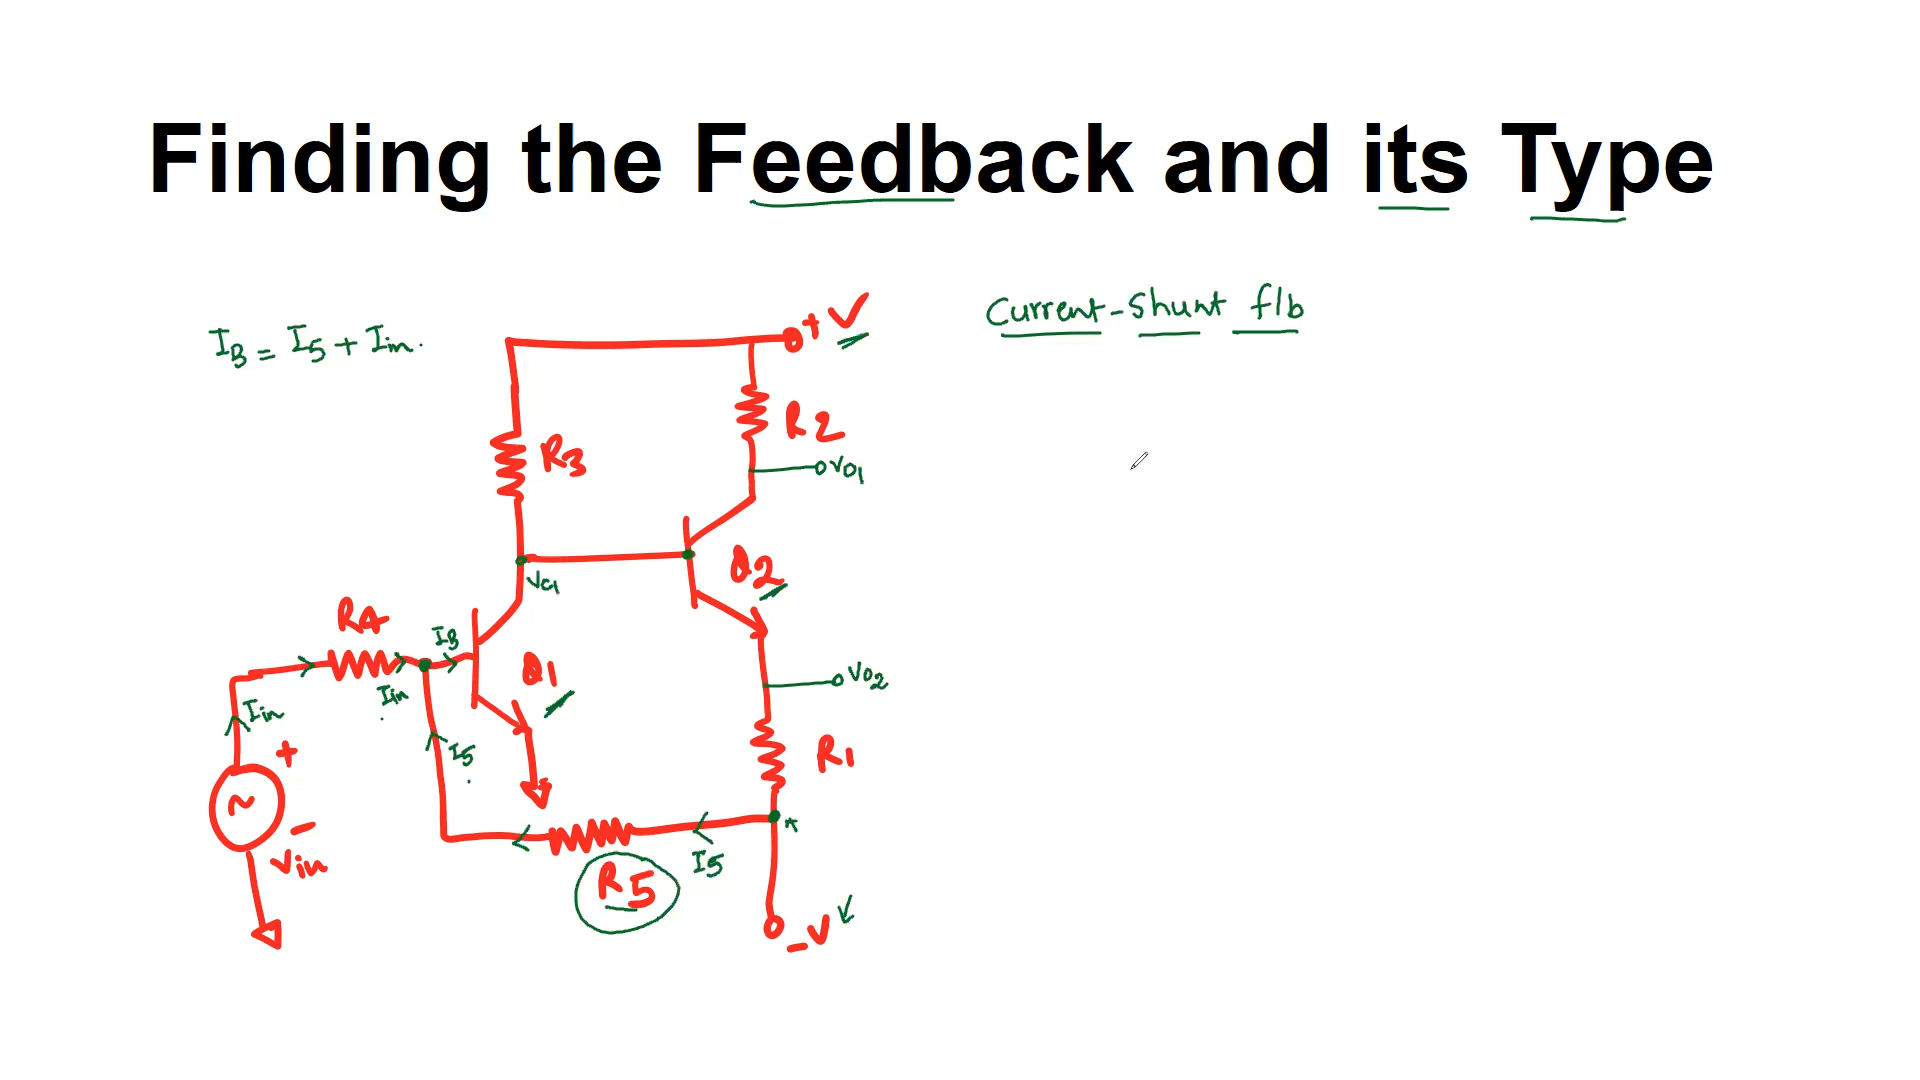 Finding the Feedback and its Type
Current-Shunt f/b
IB = I5 + Iin.
+V
R2
R3
VO1
VC1
Q2
R4
IB
Q1
Iin
VO2
Iin
I5
R1
+
~
-
Vin
A
I5
R5
-V